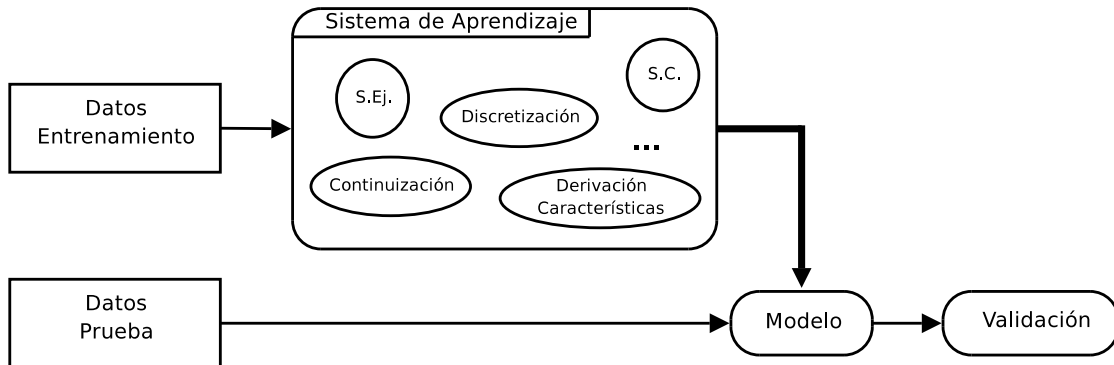 Sistema de Aprendizaje
S.Ej.
S.C.
Discretización
...
Continuización
Derivación
Características
Datos
Entrenamiento
Datos
Prueba
Modelo
Validación